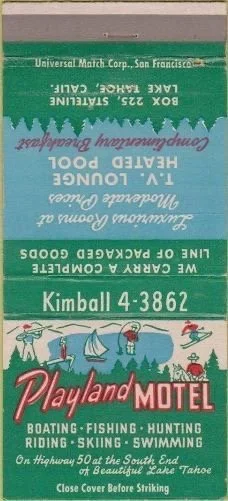 Universal Match Corp., San Francisco
Luxurious Rooms at
Moderate Prices
T.V. LOUNGE
HEATED POOL
Complimentary Breakfast
BOX 225, STATELINE
LAKE TAHOE, CALIF.
WE CARRY A COMPLETE
LINE OF PACKAGED GOODS
Kimball 4-3862
Playland MOTEL
BOATING · FISHING · HUNTING
RIDING · SKIING · SWIMMING
On Highway 50 at the South End
of Beautiful Lake Tahoe
Close Cover Before Striking